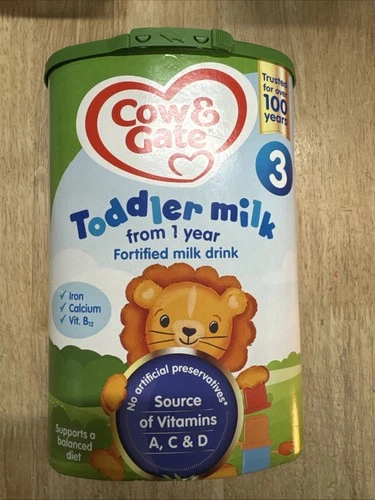 Cow&
Gate
Trusted
for over
100
years
3
Toddler milk
from 1 year
Fortified milk drink
✓ Iron
✓ Calcium
✓ Vit. B12
No artificial preservatives*
Source
of Vitamins
A, C & D
Supports a
balanced
diet